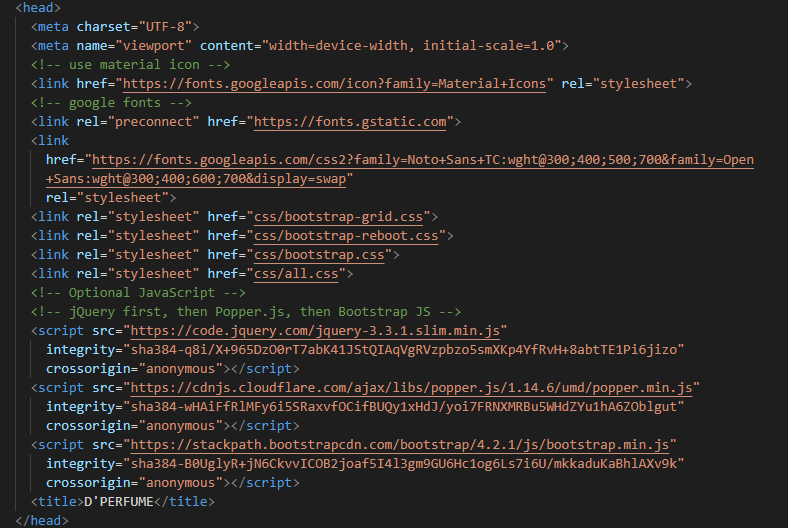 <head>
<meta charset="UTF-8">
<meta name="viewport" content="width=device-width, initial-scale=1.0">
<!-- use material icon -->
<link href="https://fonts.googleapis.com/icon?family=Material+Icons" rel="stylesheet">
<!-- google fonts -->
<link rel="preconnect" href="https://fonts.gstatic.com">
<link
href="https://fonts.googleapis.com/css2?family=Noto+Sans+TC:wght@300;400;500;700&family=Open
+Sans:wght@300;400;600;700&display=swap"
rel="stylesheet">
<link rel="stylesheet" href="css/bootstrap-grid.css">
<link rel="stylesheet" href="css/bootstrap-reboot.css">
<link rel="stylesheet" href="css/bootstrap.css">
<link rel="stylesheet" href="css/all.css">
<!-- Optional JavaScript -->
<!-- jQuery first, then Popper.js, then Bootstrap JS -->
<script src="https://code.jquery.com/jquery-3.3.1.slim.min.js"
integrity="sha384-q8i/X+965DzO0rT7abK41JStQIAqVgRVzpbzo5smXKp4YfRvH+8abtTE1Pi6jizo"
crossorigin="anonymous"></script>
<script src="https://cdnjs.cloudflare.com/ajax/libs/popper.js/1.14.6/umd/popper.min.js"
integrity="sha384-wHAiFfRlMFy6i5SRaxvfOCifBUQy1xHdJ/yoi7FRNXMRBu5WHdZYu1hA6ZOblgut"
crossorigin="anonymous"></script>
<script src="https://stackpath.bootstrapcdn.com/bootstrap/4.2.1/js/bootstrap.min.js"
integrity="sha384-B0UglyR+jN6CkvvICOB2joaf5I4l3gm9GU6Hc1og6Ls7i6U/mkkaduKaBhlAXv9k"
crossorigin="anonymous"></script>
<title>D'PERFUME</title>
</head>